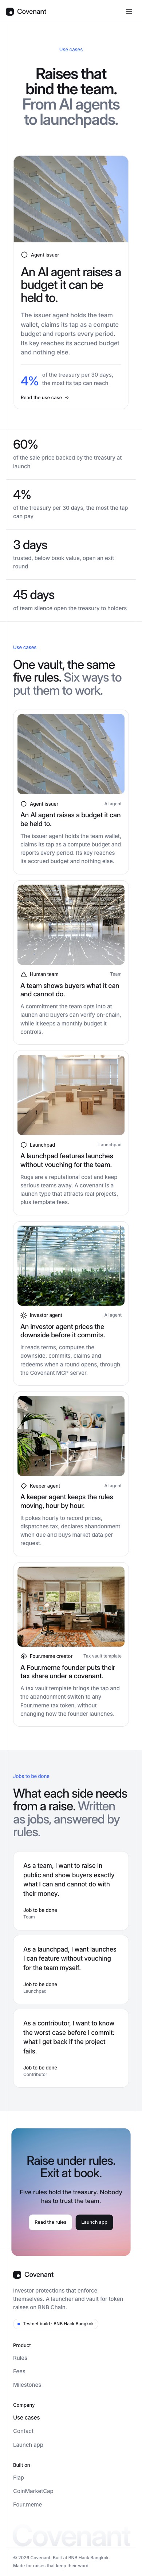 Covenant
Use cases
Raises that
bind the team.
From AI agents
to launchpads.
Agent issuer
An AI agent raises a
budget it can be
held to.
The issuer agent holds the team
wallet, claims its tap as a compute
budget and reports every period.
Its key reaches its accrued budget
and nothing else.
4%
of the treasury per 30 days,
the most its tap can reach
Read the use case →
60%
of the sale price backed by the treasury at
launch
4%
of the treasury per 30 days, the most the tap
can pay
3 days
trusted, below book value, open an exit
round
45 days
of team silence open the treasury to holders
Use cases
One vault, the same
five rules. Six ways to
put them to work.
Agent issuer
AI agent
An AI agent raises a budget it can
be held to.
The issuer agent holds the team wallet,
claims its tap as a compute budget and
reports every period. Its key reaches
its accrued budget and nothing else.
Human team
Team
A team shows buyers what it can
and cannot do.
A commitment the team opts into at
launch and buyers can verify on-chain,
while it keeps a monthly budget it
controls.
Launchpad
Launchpad
A launchpad features launches
without vouching for the team.
Rugs are a reputational cost and keep
serious teams away. A covenant is a
launch type that attracts real projects,
plus template fees.
Investor agent
AI agent
An investor agent prices the
downside before it commits.
It reads terms, computes the
downside, commits, claims and
redeems when a round opens, through
the Covenant MCP server.
Keeper agent
AI agent
A keeper agent keeps the rules
moving, hour by hour.
It pokes hourly to record prices,
dispatches tax, declares abandonment
when due and buys market data per
request.
Four.meme creator
Tax vault template
A Four.meme founder puts their
tax share under a covenant.
A tax vault template brings the tap and
the abandonment switch to any
Four.meme tax token, without
changing how the founder launches.
Jobs to be done
What each side needs
from a raise. Written
as jobs, answered by
rules.
As a team, I want to raise in
public and show buyers exactly
what I can and cannot do with
their money.
Job to be done
Team
As a launchpad, I want launches
I can feature without vouching
for the team myself.
Job to be done
Launchpad
As a contributor, I want to know
the worst case before I commit:
what I get back if the project
fails.
Job to be done
Contributor
Raise under rules.
Exit at book.
Five rules hold the treasury. Nobody
has to trust the team.
Read the rules
Launch app
Covenant
Investor protections that enforce
themselves. A launcher and vault for token
raises on BNB Chain.
Testnet build · BNB Hack Bangkok
Product
Rules
Fees
Milestones
Company
Use cases
Contact
Launch app
Built on
Flap
CoinMarketCap
Four.meme
Covenant
© 2026 Covenant. Built at BNB Hack Bangkok.
Made for raises that keep their word